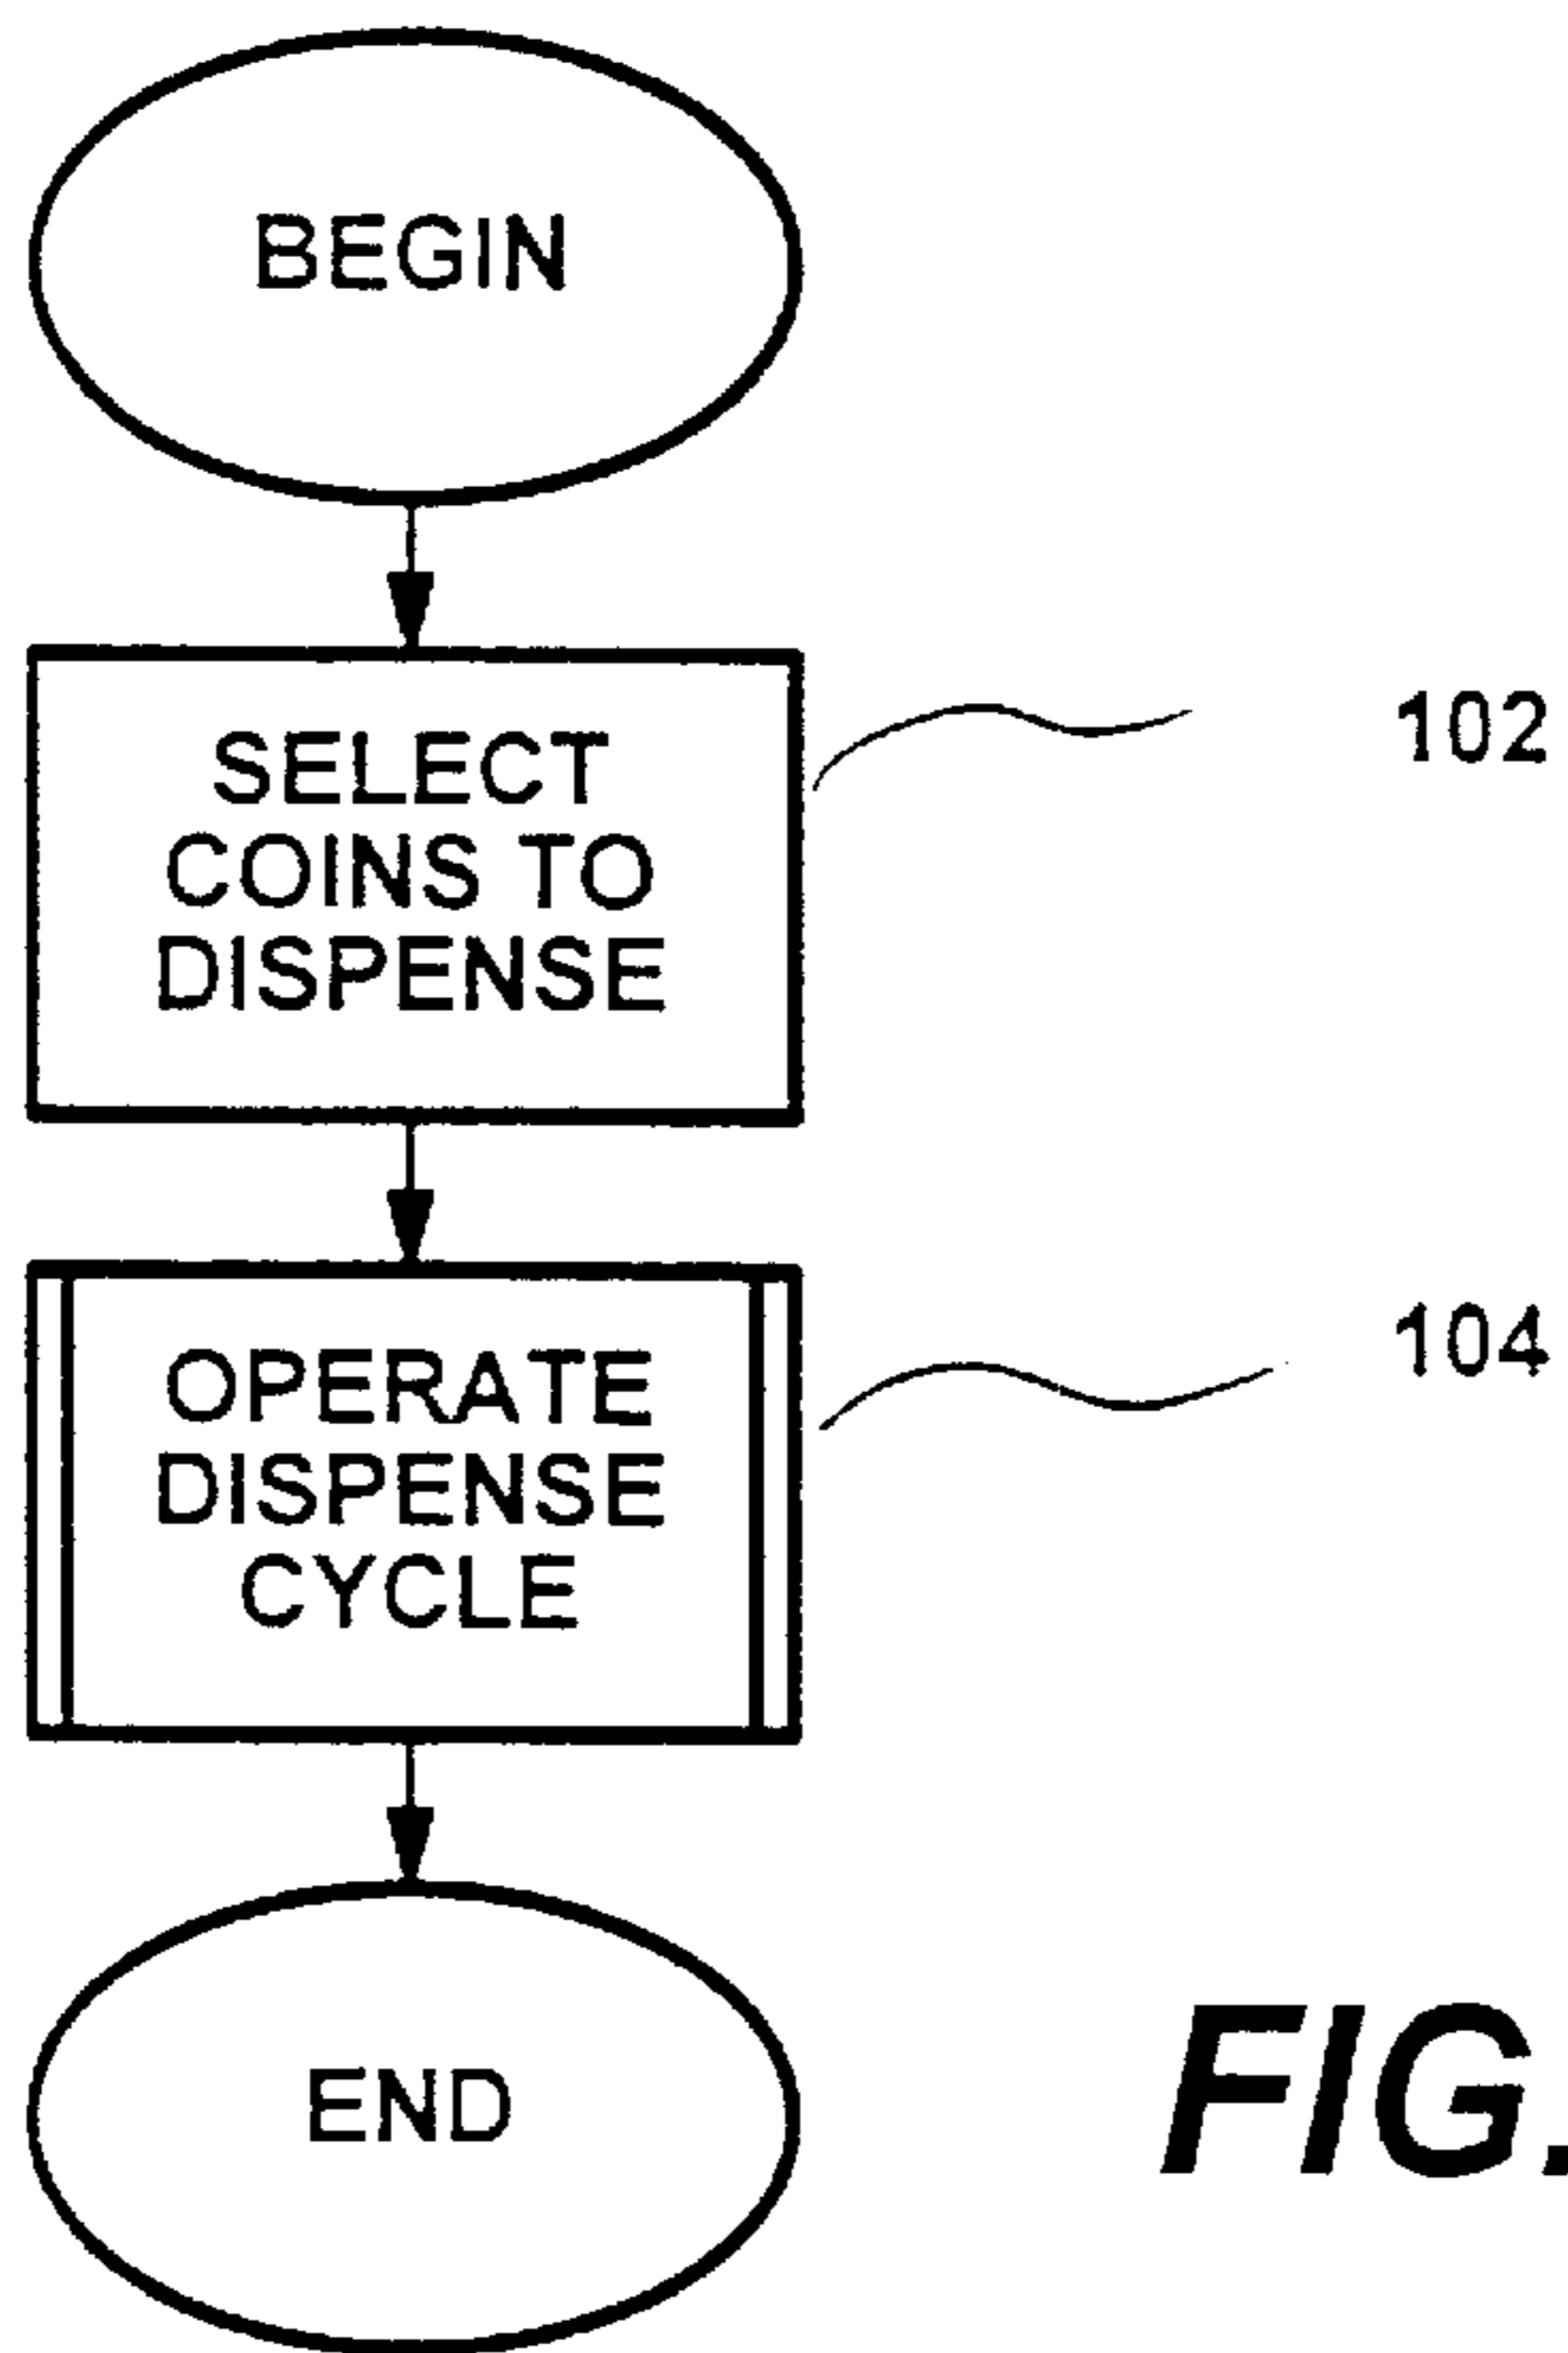 BEGIN
SELECT
COINS TO
DISPENSE
102
OPERATE
DISPENSE
CYCLE
104
END
FIG.